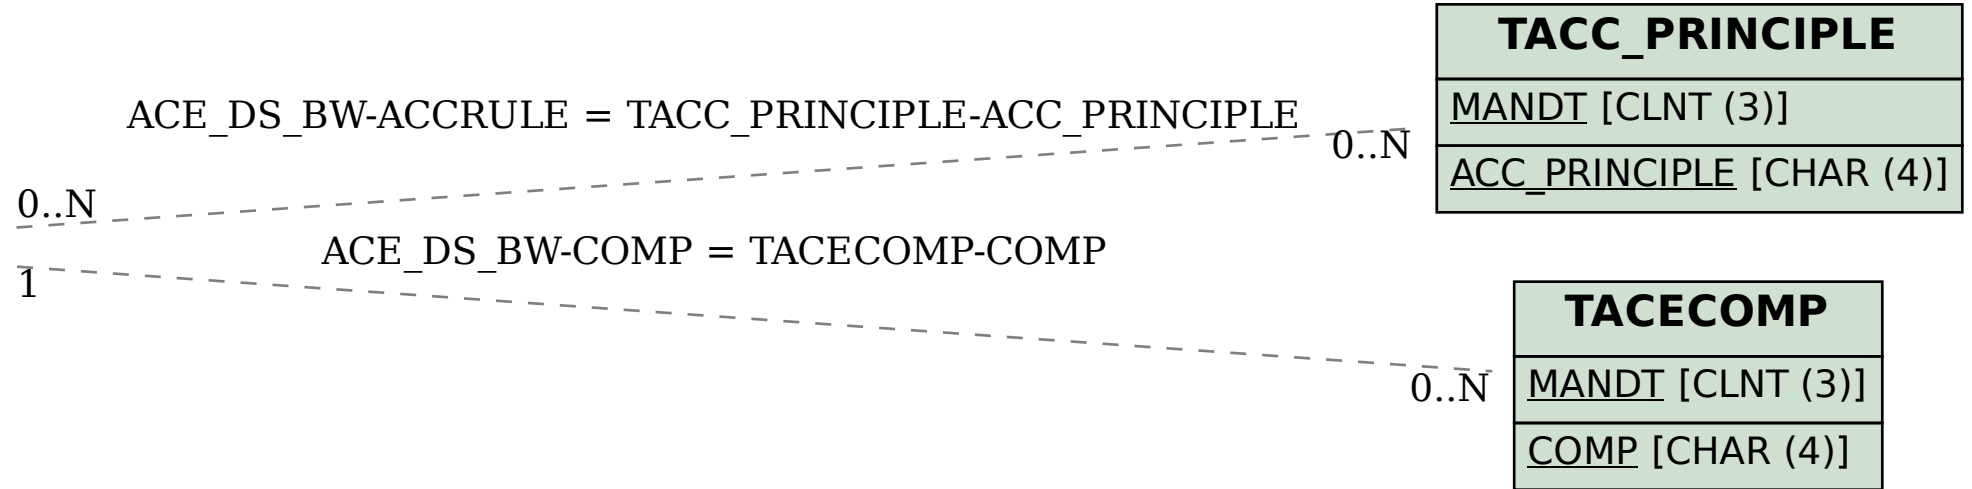 TACC_PRINCIPLE
MANDT [CLNT (3)]
ACC_PRINCIPLE [CHAR (4)]
ACE_DS_BW-ACCRULE = TACC_PRINCIPLE-ACC_PRINCIPLE
0..N
0..N
ACE_DS_BW-COMP = TACECOMP-COMP
1
0..N
TACECOMP
MANDT [CLNT (3)]
COMP [CHAR (4)]